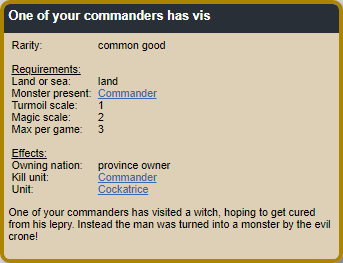 One of your commanders has vis
Rarity: common good
Requirements:
Land or sea: land
Monster present: Commander
Turmoil scale: 1
Magic scale: 2
Max per game: 3
Effects:
Owning nation: province owner
Kill unit: Commander
Unit: Cockatrice
One of your commanders has visited a witch, hoping to get cured
from his lepry. Instead the man was turned into a monster by the evil
crone!